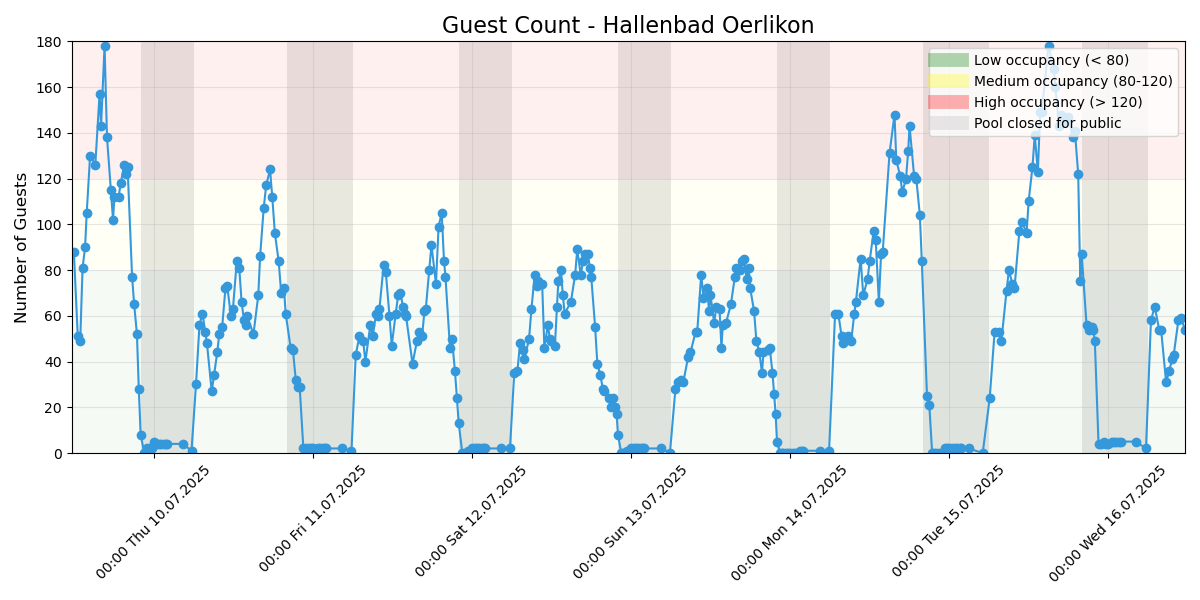 Guest Count - Hallenbad Oerlikon
Low occupancy (< 80)
Medium occupancy (80-120)
High occupancy (> 120)
Pool closed for public
Number of Guests
180
160
140
120
100
80
60
40
20
0
00:00 Thu 10.07.2025
00:00 Fri 11.07.2025
00:00 Sat 12.07.2025
00:00 Sun 13.07.2025
00:00 Mon 14.07.2025
00:00 Tue 15.07.2025
00:00 Wed 16.07.2025